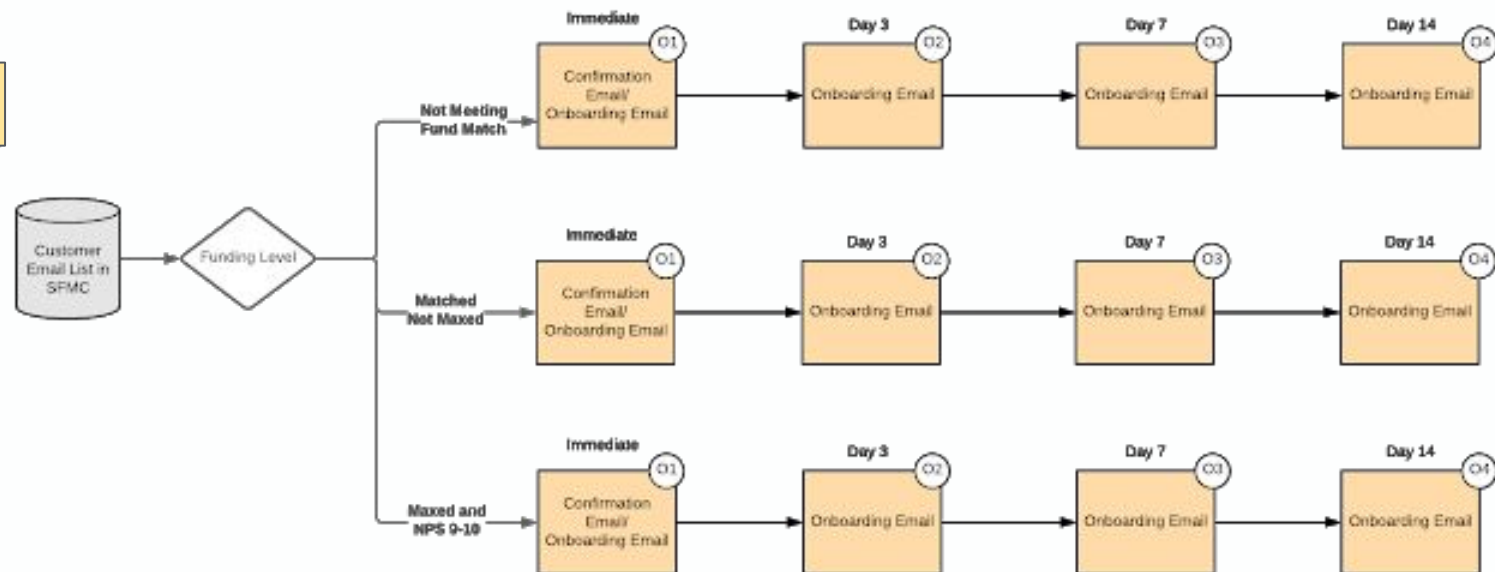 Immediate
Day 3
Day 7
Day 14
O1
O2
O3
O4
Confirmation
Email/
Onboarding Email
Onboarding Email
Onboarding Email
Onboarding Email
Not Meeting
Fund Match
Customer
Email List in
SFMC
Funding Level
Immediate
Day 3
Day 7
Day 14
O1
O2
O3
O4
Matched
Not Maxed
Confirmation
Email/
Onboarding Email
Onboarding Email
Onboarding Email
Onboarding Email
Immediate
Day 3
Day 7
Day 14
O1
O2
O3
O4
Maxed and
NPS 9-10
Confirmation
Email/
Onboarding Email
Onboarding Email
Onboarding Email
Onboarding Email